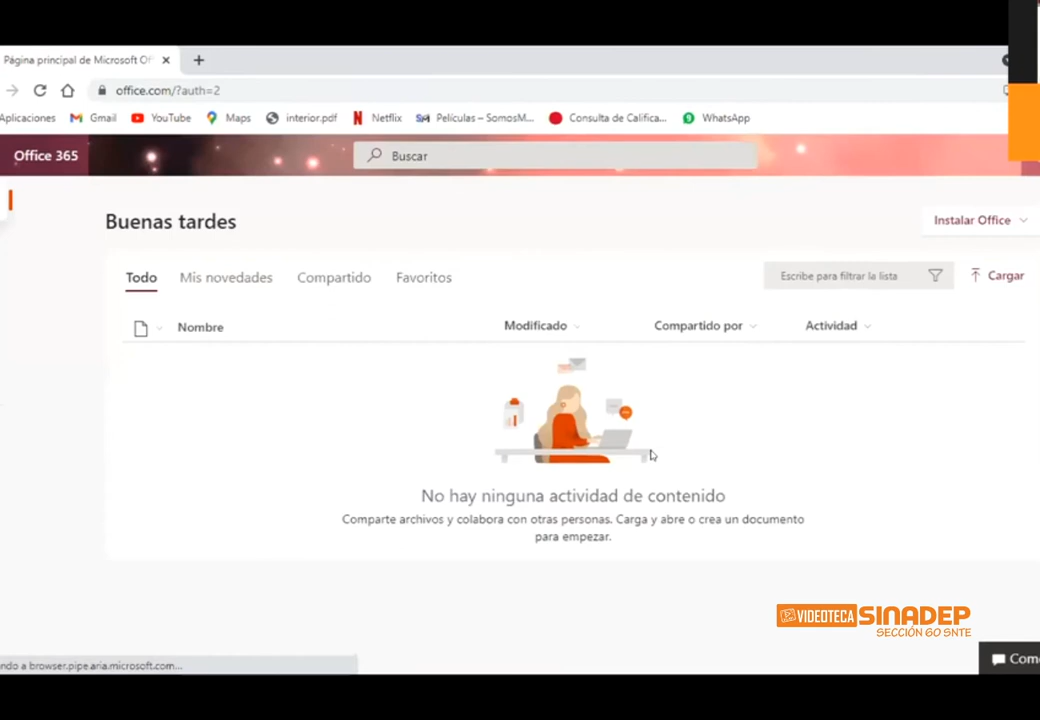 Página principal de Microsoft Of
office.com/?auth=2
Aplicaciones Gmail YouTube Maps interior.pdf Netflix Películas – SomosM... Consulta de Califica... WhatsApp
Office 365 Buscar
Buenas tardes
Instalar Office
Todo Mis novedades Compartido Favoritos
Escribe para filtrar la lista Cargar
Nombre Modificado Compartido por Actividad
No hay ninguna actividad de contenido
Comparte archivos y colabora con otras personas. Carga y abre o crea un documento
para empezar.
VIDEOTECA SINADEP
SECCIÓN 60 SNTE
ndo a browser.pipe.aria.microsoft.com...
Com